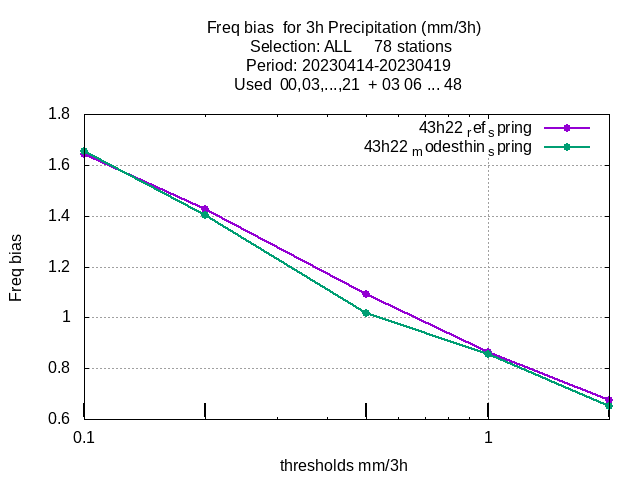 Freq bias  for 3h Precipitation (mm/3h)
Selection: ALL     78 stations
Period: 20230414-20230419
Used  00,03,...,21  + 03 06 ... 48
1.8
43h22 ref spring
43h22 modesthin spring
1.6
1.4
1.2
1
0.8
0.6
Freq bias
0.1
1
thresholds mm/3h